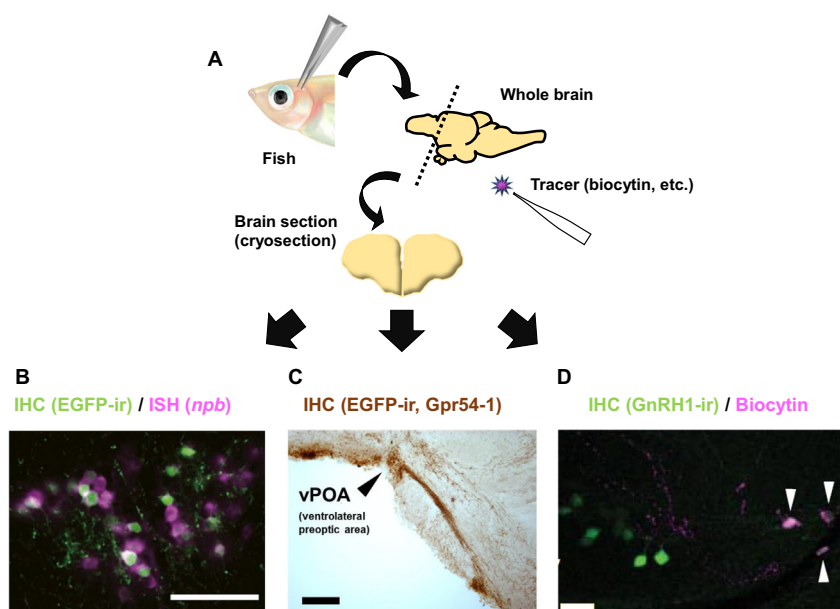 A
Whole brain
Fish
Tracer (biocytin, etc.)
Brain section
(cryosection)
B
IHC (EGFP-ir) / ISH (npb)
C
IHC (EGFP-ir, Gpr54-1)
vPOA
(ventrolateral
preoptic area)
D
IHC (GnRH1-ir) / Biocytin